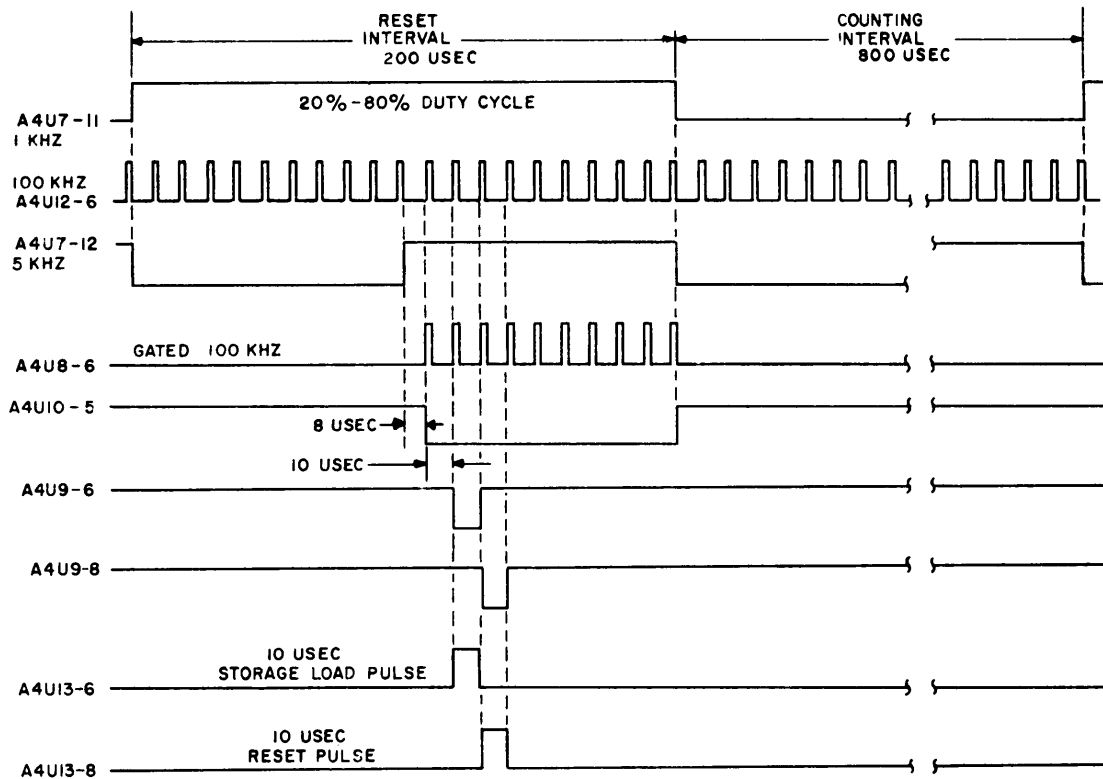 RESET
INTERVAL
200 USEC
COUNTING
INTERVAL
800 USEC
20%-80% DUTY CYCLE
A4U7-11
1 KHZ
100 KHZ
A4U12-6
A4U7-12
5 KHZ
GATED 100 KHZ
A4U8-6
A4U10-5
8 USEC
10 USEC
A4U9-6
A4U9-8
10 USEC
STORAGE LOAD PULSE
A4U13-6
10 USEC
RESET PULSE
A4U13-8